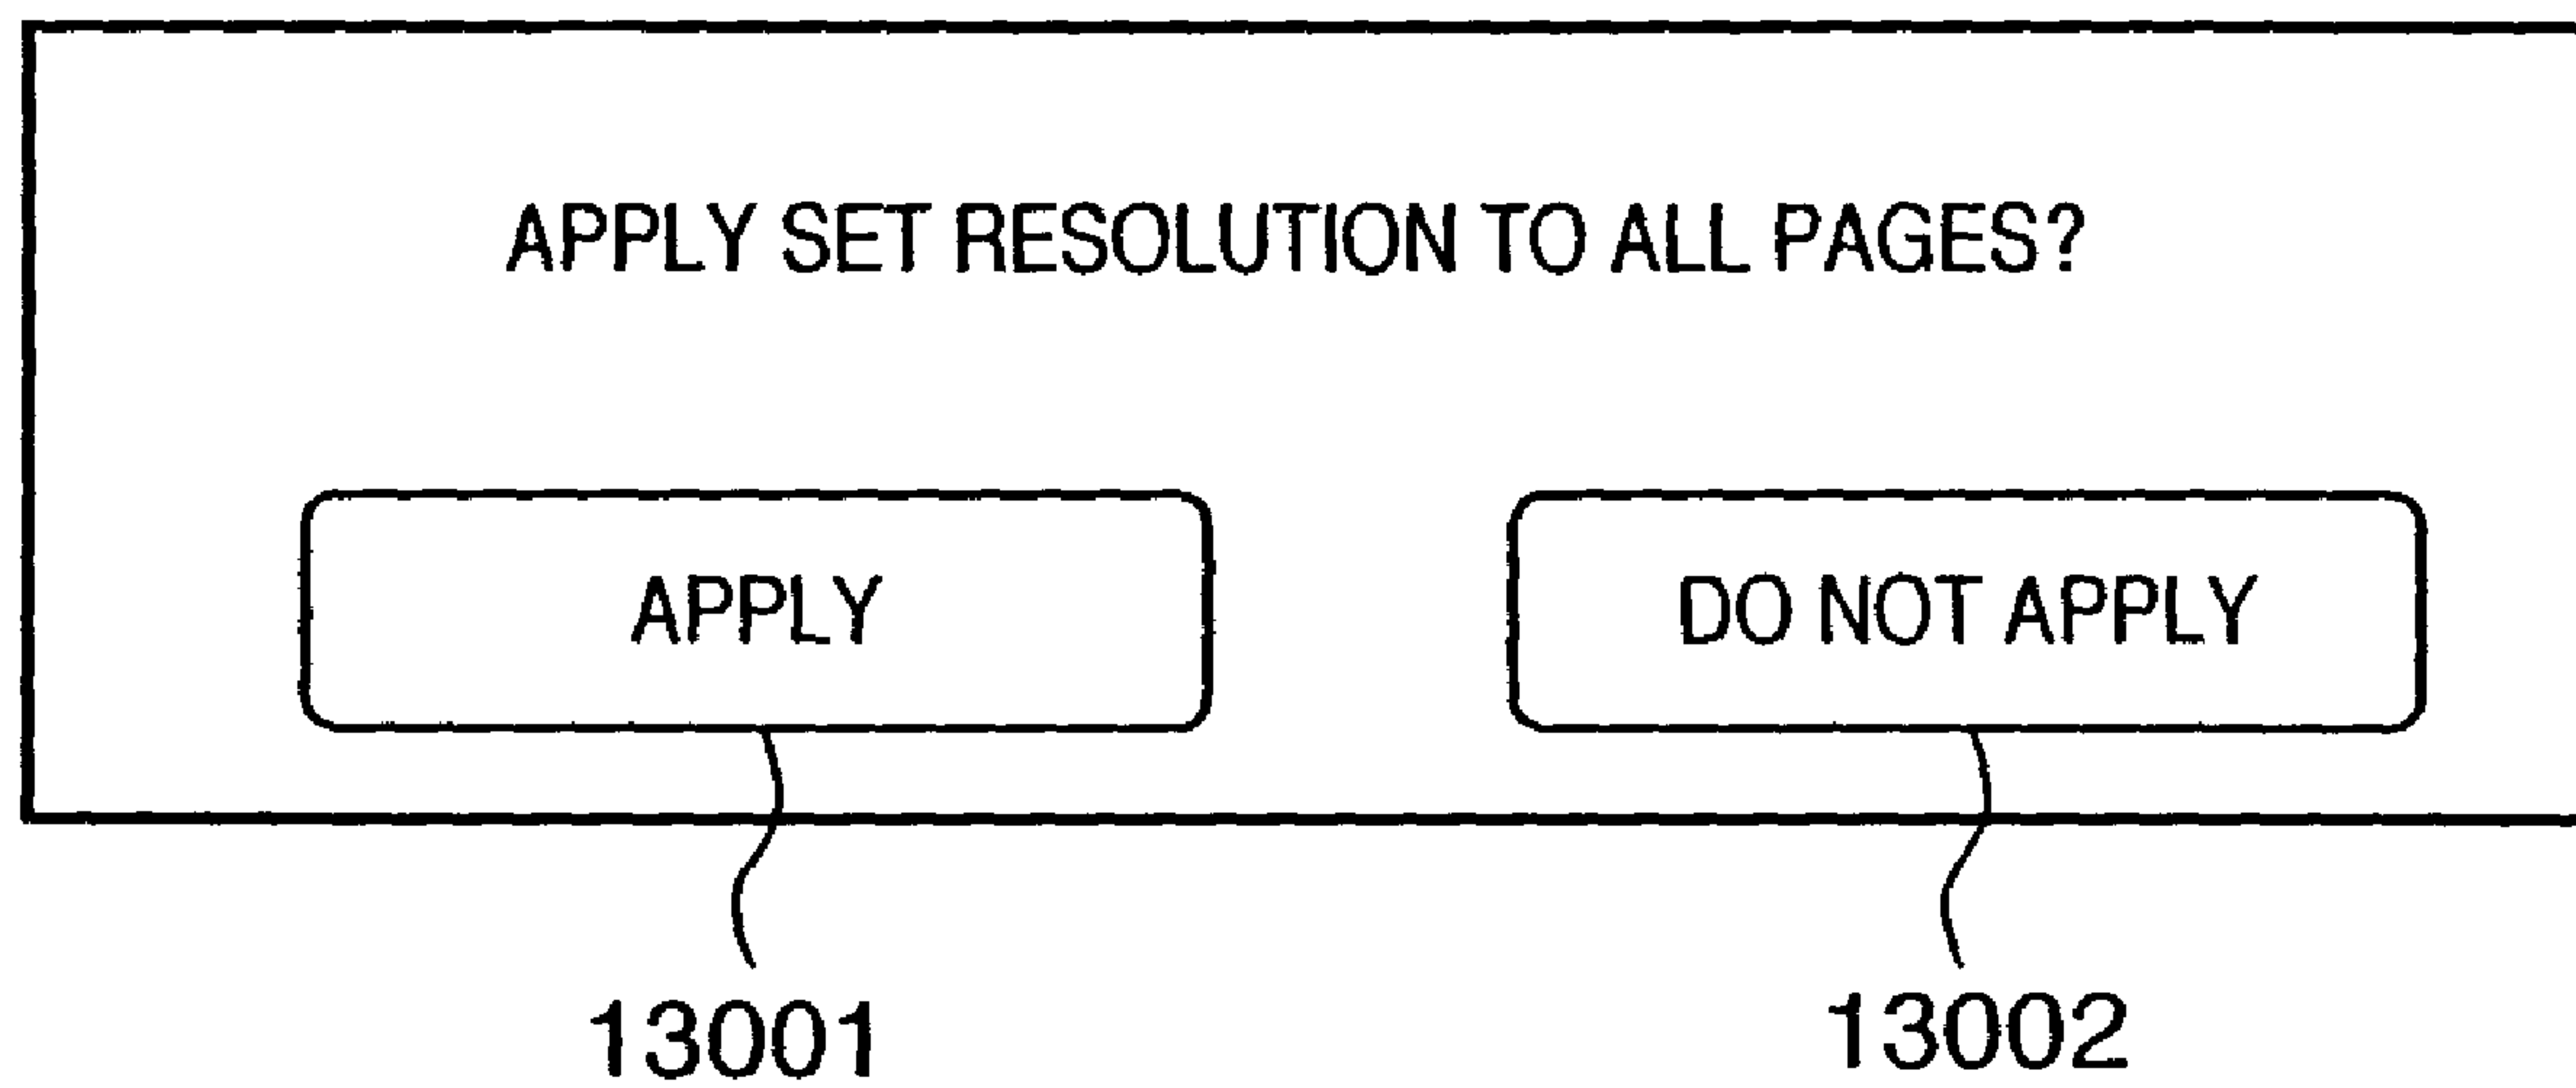 APPLY SET RESOLUTION TO ALL PAGES?
APPLY DO NOT APPLY
13001 13002